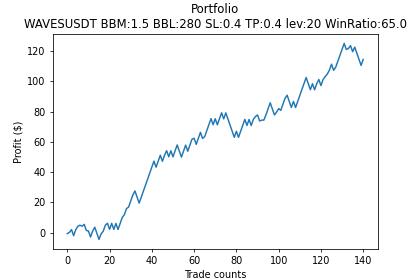 Portfolio
WAVESUSDT BBM:1.5 BBL:280 SL:0.4 TP:0.4 lev:20 WinRatio:65.0
Profit ($)
120
100
80
60
40
20
0
0 20 40 60 80 100 120 140
Trade counts